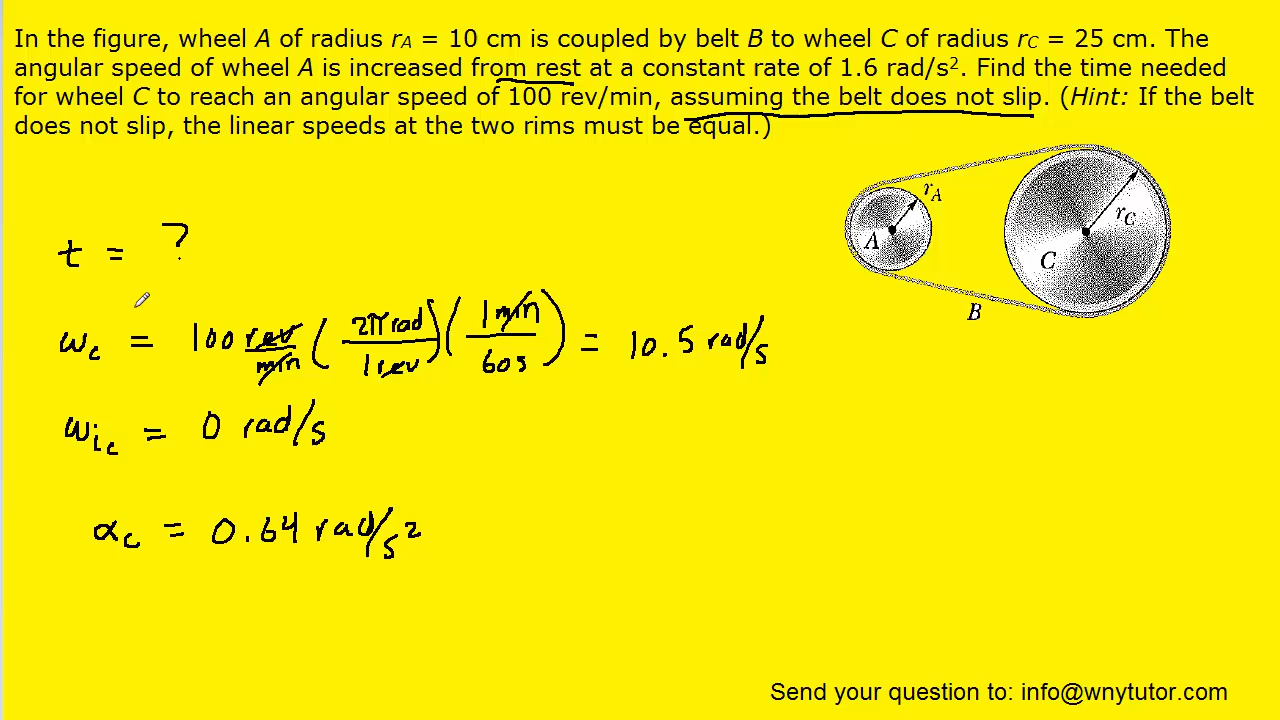 In the figure, wheel A of radius rA = 10 cm is coupled by belt B to wheel C of radius rC = 25 cm. The
angular speed of wheel A is increased from rest at a constant rate of 1.6 rad/s². Find the time needed
for wheel C to reach an angular speed of 100 rev/min, assuming the belt does not slip. (Hint: If the belt
does not slip, the linear speeds at the two rims must be equal.)
rA
rC
A
C
B
t = ?
ωc = 100 rev/min (2π rad/1 rev)(1 min/60 s) = 10.5 rad/s
ωic = 0 rad/s
αc = 0.64 rad/s²
Send your question to: info@wnytutor.com